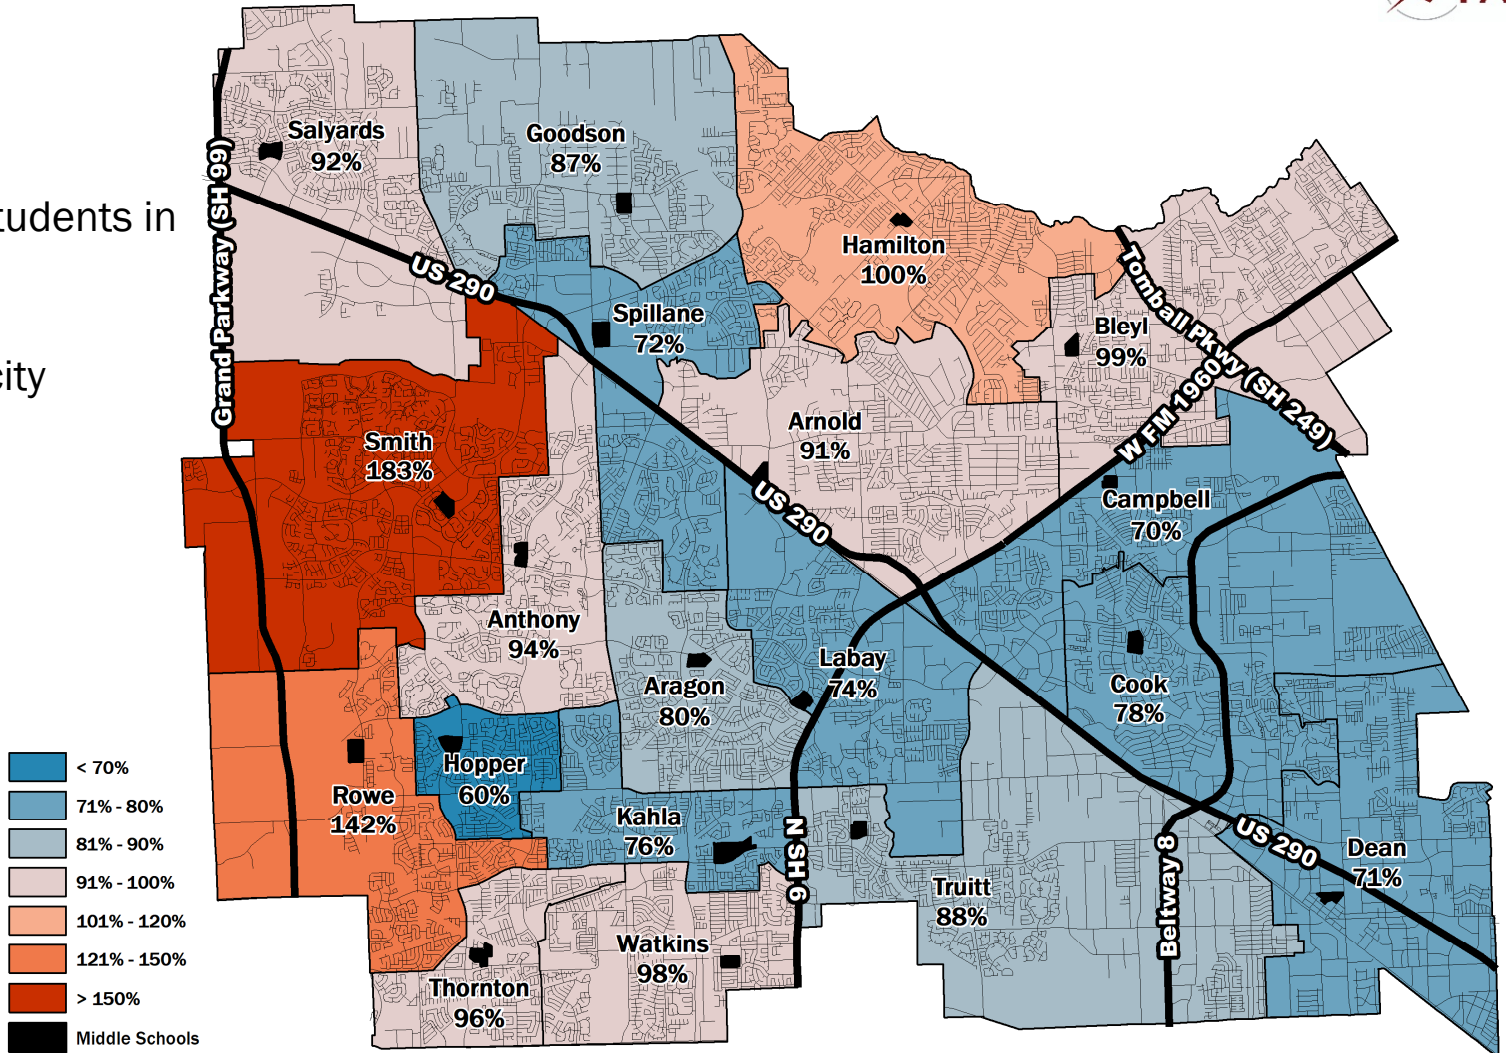 students in
Salyards
92%
Goodson
87%
Hamilton
100%
Grand Parkway (SH 99)
US 290
Tomball Pkwy (SH 249)
Spillane
72%
Bleyl
99%
W FM 1960
Smith
183%
Arnold
91%
US 290
Campbell
70%
Anthony
94%
Labay
74%
Aragon
80%
Cook
78%
Hopper
60%
Rowe
142%
Kahla
76%
N SH 6
US 290
Dean
71%
Beltway 8
Truitt
88%
Watkins
98%
Thornton
96%
< 70%
71% - 80%
81% - 90%
91% - 100%
101% - 120%
121% - 150%
> 150%
Middle Schools